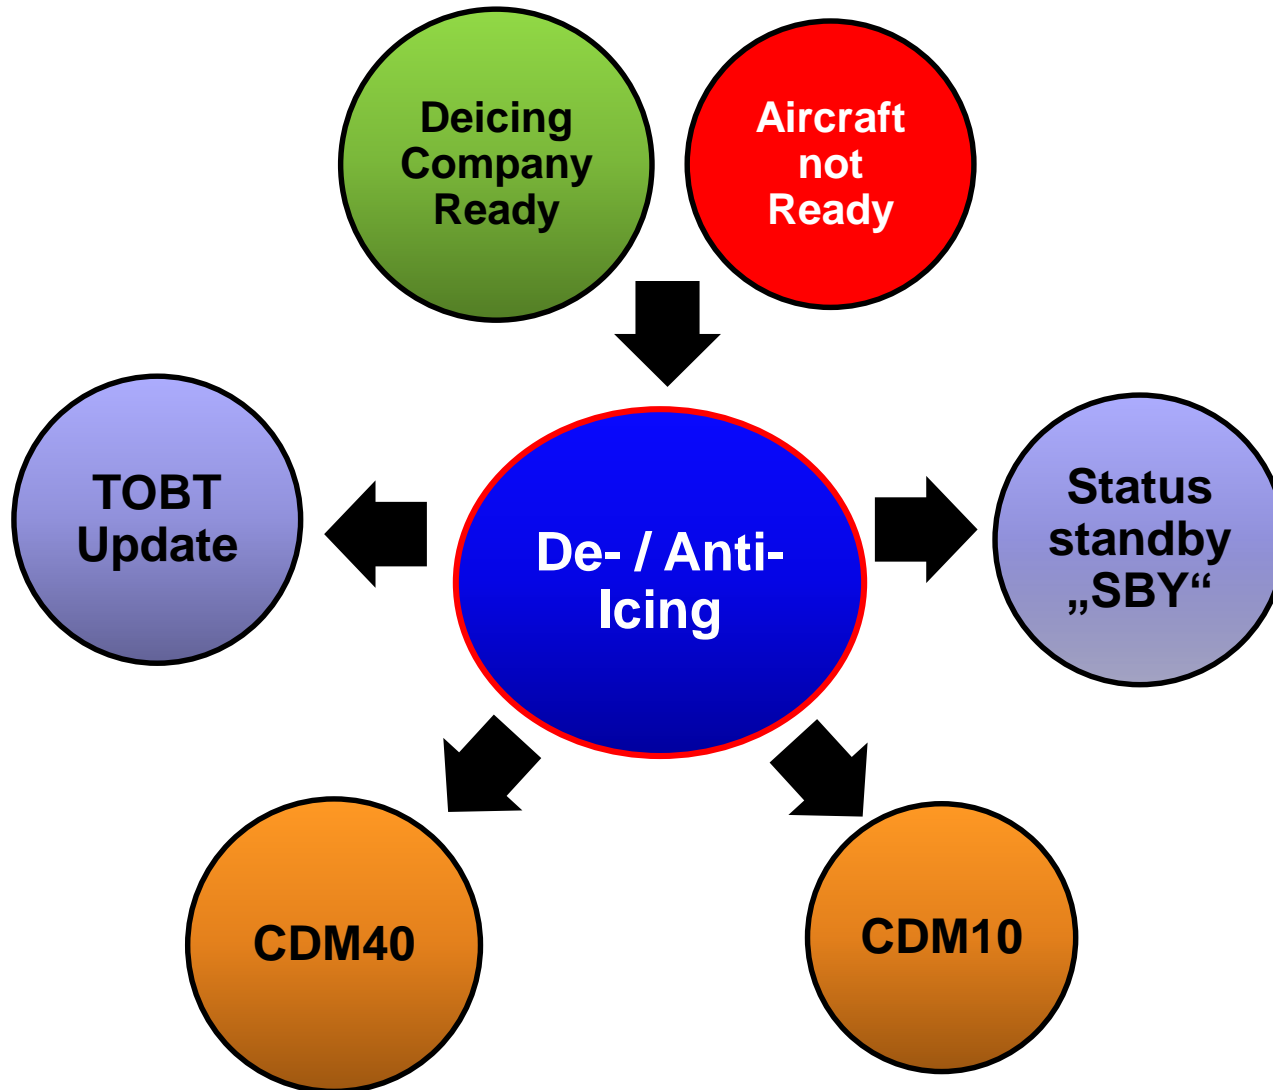 Deicing
Company
Ready
Aircraft
not
Ready
TOBT
Update
De- / Anti-
Icing
Status
standby
„SBY“
CDM40
CDM10